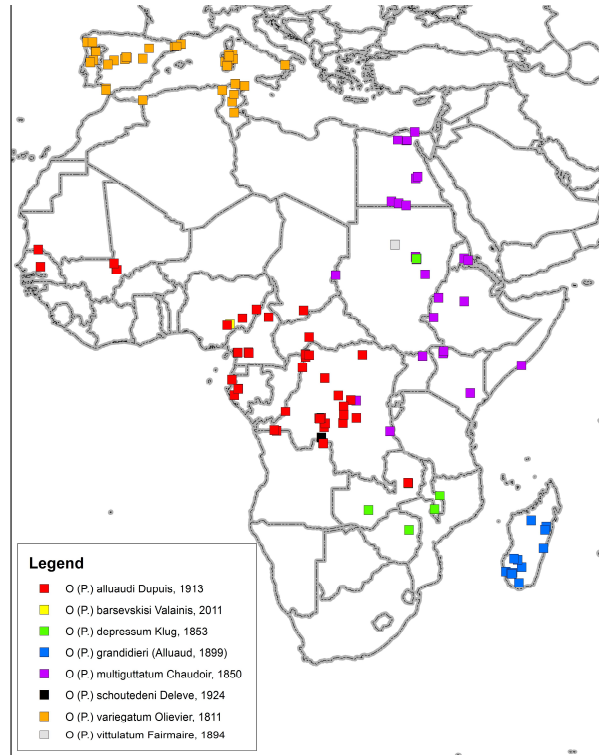 Legend
O (P.) alluaudi Dupuis, 1913
O (P.) barsevskisi Valainis, 2011
O (P.) depressum Klug, 1853
O (P.) grandidieri (Alluaud, 1899)
O (P.) multiguttatum Chaudoir, 1850
O (P.) schoutedeni Deleve, 1924
O (P.) variegatum Olievier, 1811
O (P.) vittulatum Fairmaire, 1894